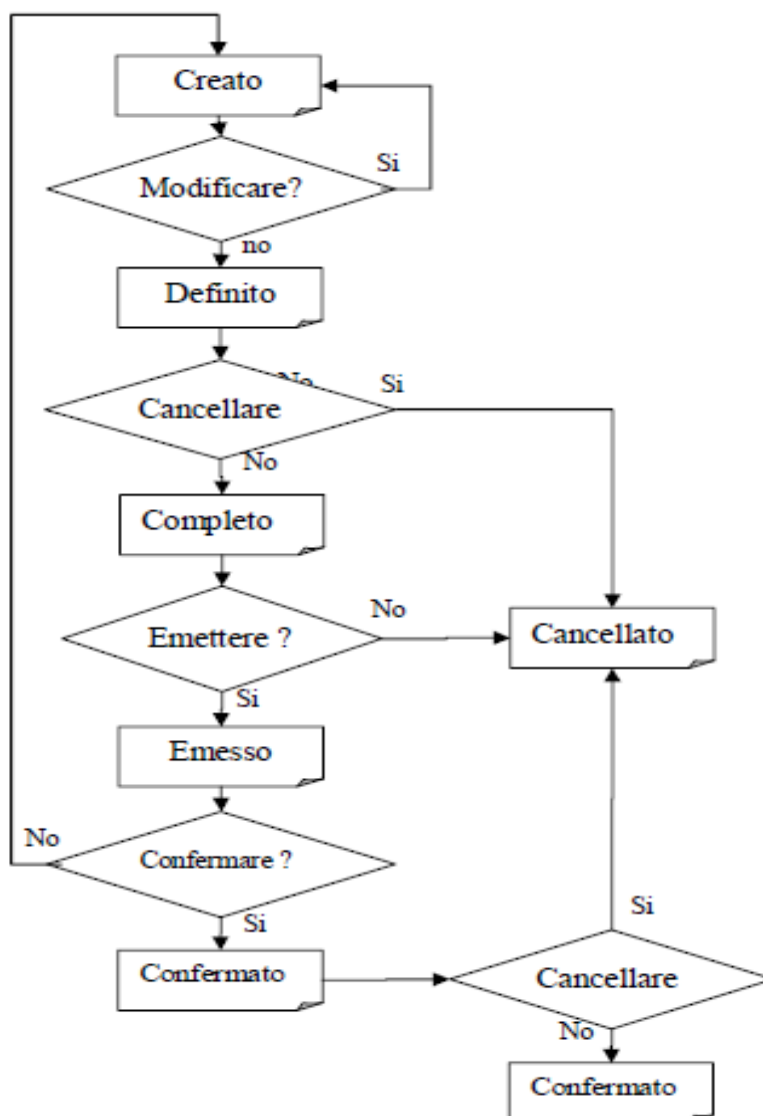 Creato
Si
Modificare?
no
Definito
No
Si
Cancellare
No
Completo
No
Emettere ?
Cancellato
Si
Emesso
No
Confermare ?
Si
Si
Confermato
Cancellare
No
Confermato